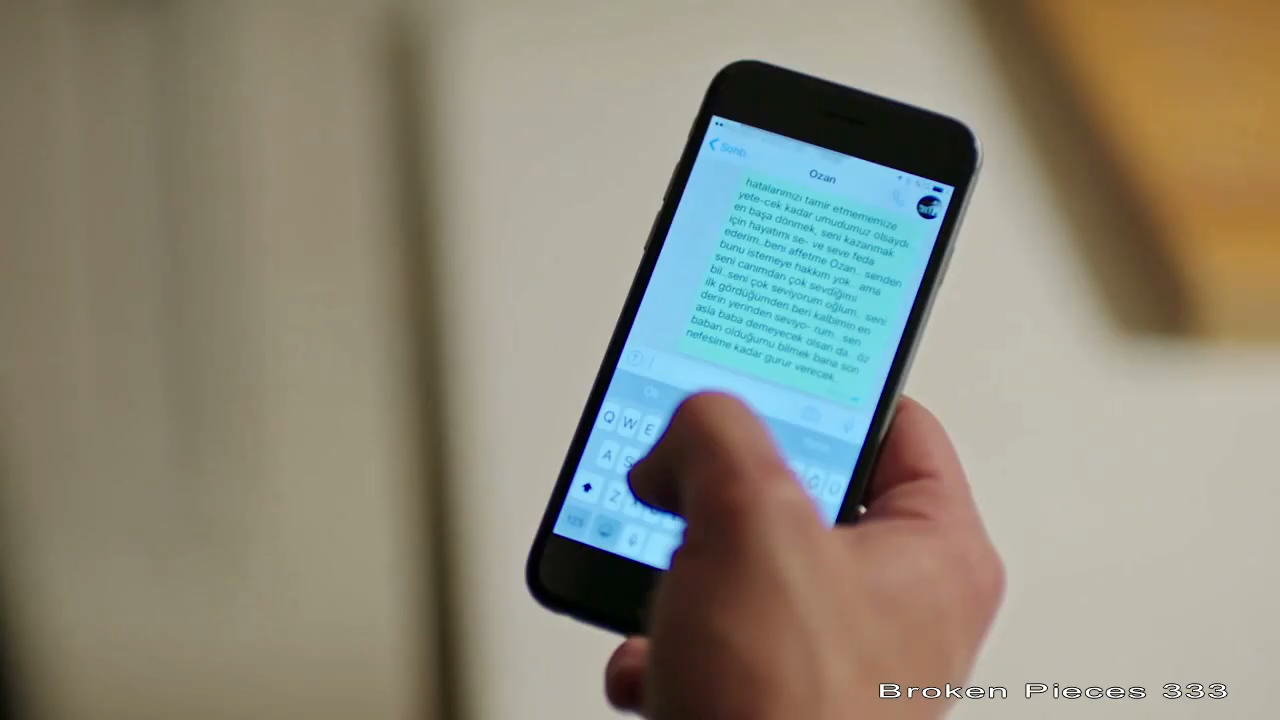 Ozan
hatalarımızı tamir etmememize
yete-cek kadar umudumuz olsaydı
en başa dönmek, seni kazanmak
için hayatımı se- ve seve feda
ederim..beni affetme Ozan.. senden
bunu istemeye hakkım yok.. ama
seni canımdan çok sevdiğimi
bil..seni çok seviyorum oğlum.. seni
ilk gördüğümden beri kalbimin en
derin yerinden seviyo- rum.. sen
asla baba demeyecek olsan da.. öz
baban olduğumu bilmek bana son
nefesime kadar gurur verecek..
Q W E
A S Ğ Ü
Z
123
Broken Pieces 333